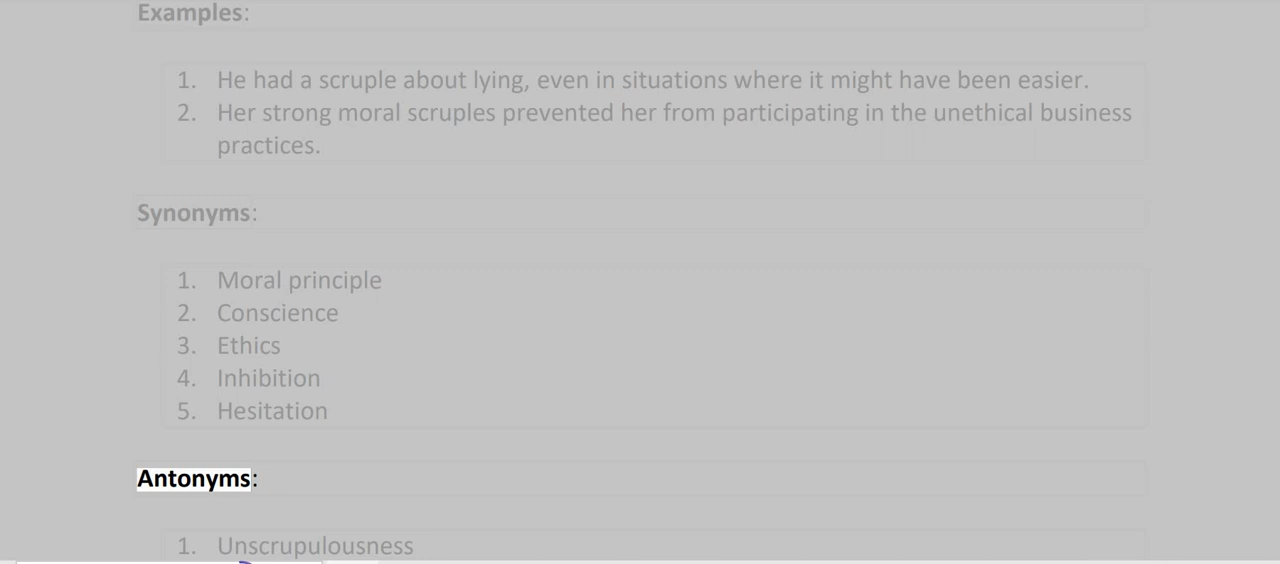 Examples:
1. He had a scruple about lying, even in situations where it might have been easier.
2. Her strong moral scruples prevented her from participating in the unethical business
practices.
Synonyms:
1. Moral principle
2. Conscience
3. Ethics
4. Inhibition
5. Hesitation
Antonyms:
1. Unscrupulousness